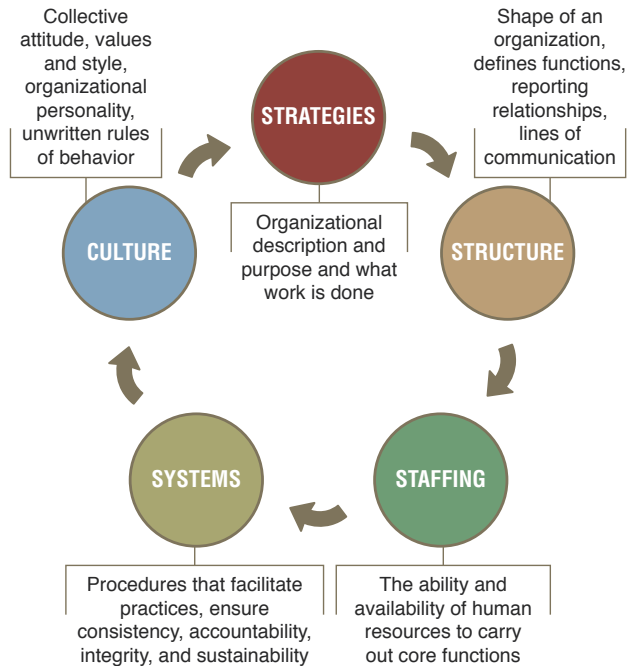 Collective
attitude, values
and style,
organizational
personality,
unwritten rules
of behavior
Shape of an
organization,
defines functions,
reporting
relationships,
lines of
communication
STRATEGIES
Organizational
description and
purpose and what
work is done
CULTURE
STRUCTURE
SYSTEMS
STAFFING
Procedures that facilitate
practices, ensure
consistency, accountability,
integrity, and sustainability
The ability and
availability of human
resources to carry
out core functions